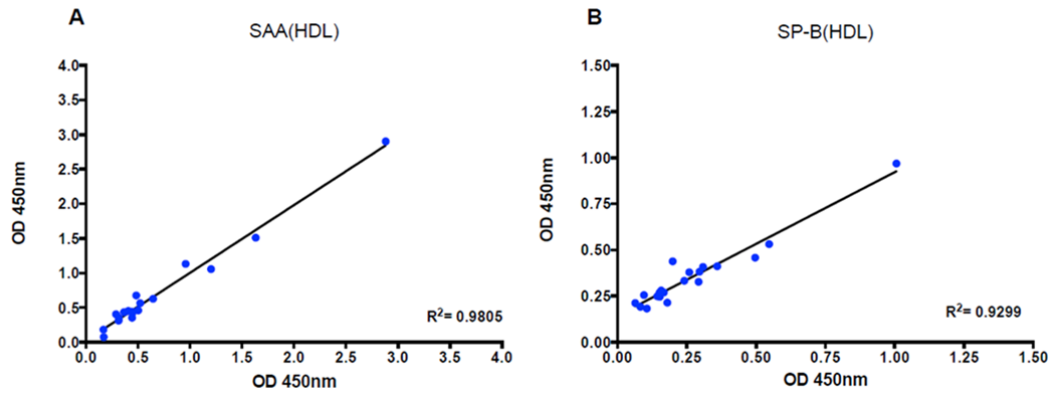 A
SAA(HDL)
4.0
3.5
3.0
2.5
2.0
1.5
1.0
0.5
0.0
OD 450nm
R²= 0.9805
0.0 0.5 1.0 1.5 2.0 2.5 3.0 3.5 4.0
OD 450nm
B
SP-B(HDL)
1.50
1.25
1.00
0.75
0.50
0.25
0.00
OD 450nm
R²= 0.9299
0.00 0.25 0.50 0.75 1.00 1.25 1.50
OD 450nm